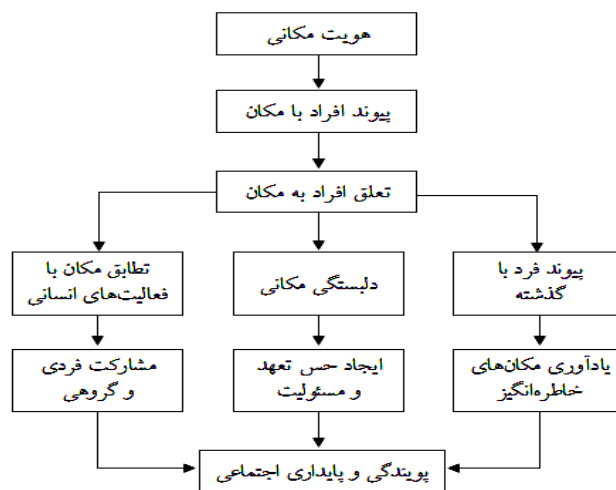 هویت مکانی
پیوند افراد با مکان
تعلق افراد به مکان
پیوند فرد با
گذشته
دلبستگی مکانی
تطابق مکان با
فعالیت‌های انسانی
یادآوری مکان‌های
خاطره‌انگیز
ایجاد حس تعهد
و مسئولیت
مشارکت فردی
و گروهی
پویندگی و پایداری اجتماعی